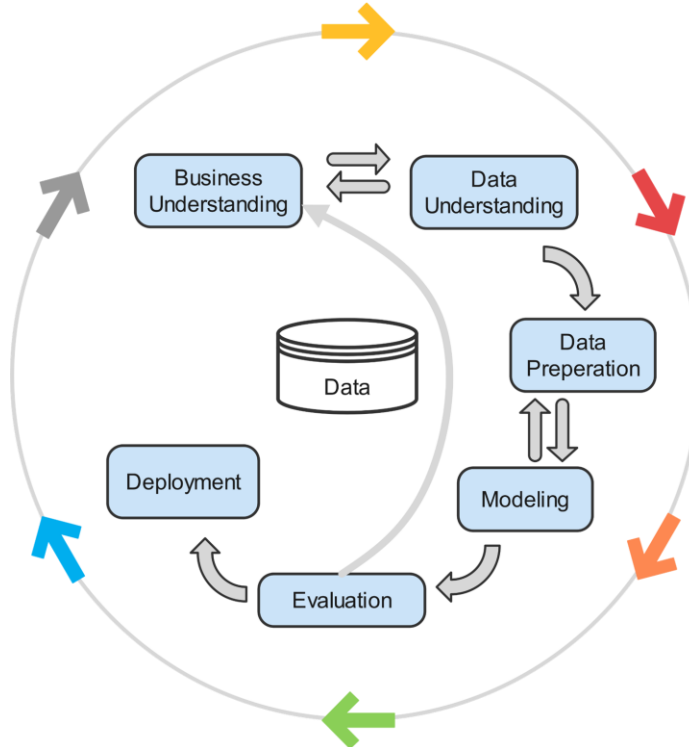 Business
Understanding
Data
Understanding
Data
Preperation
Data
Deployment
Modeling
Evaluation